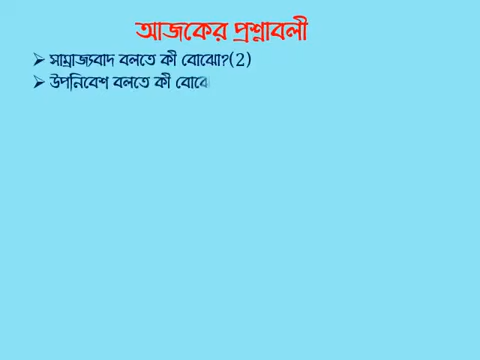 আজকের প্রশ্নাবলী
➢ সাম্রাজ্যবাদ বলতে কী বোঝো?(2)
➢ উপনিবেশ বলতে কী বোঝে